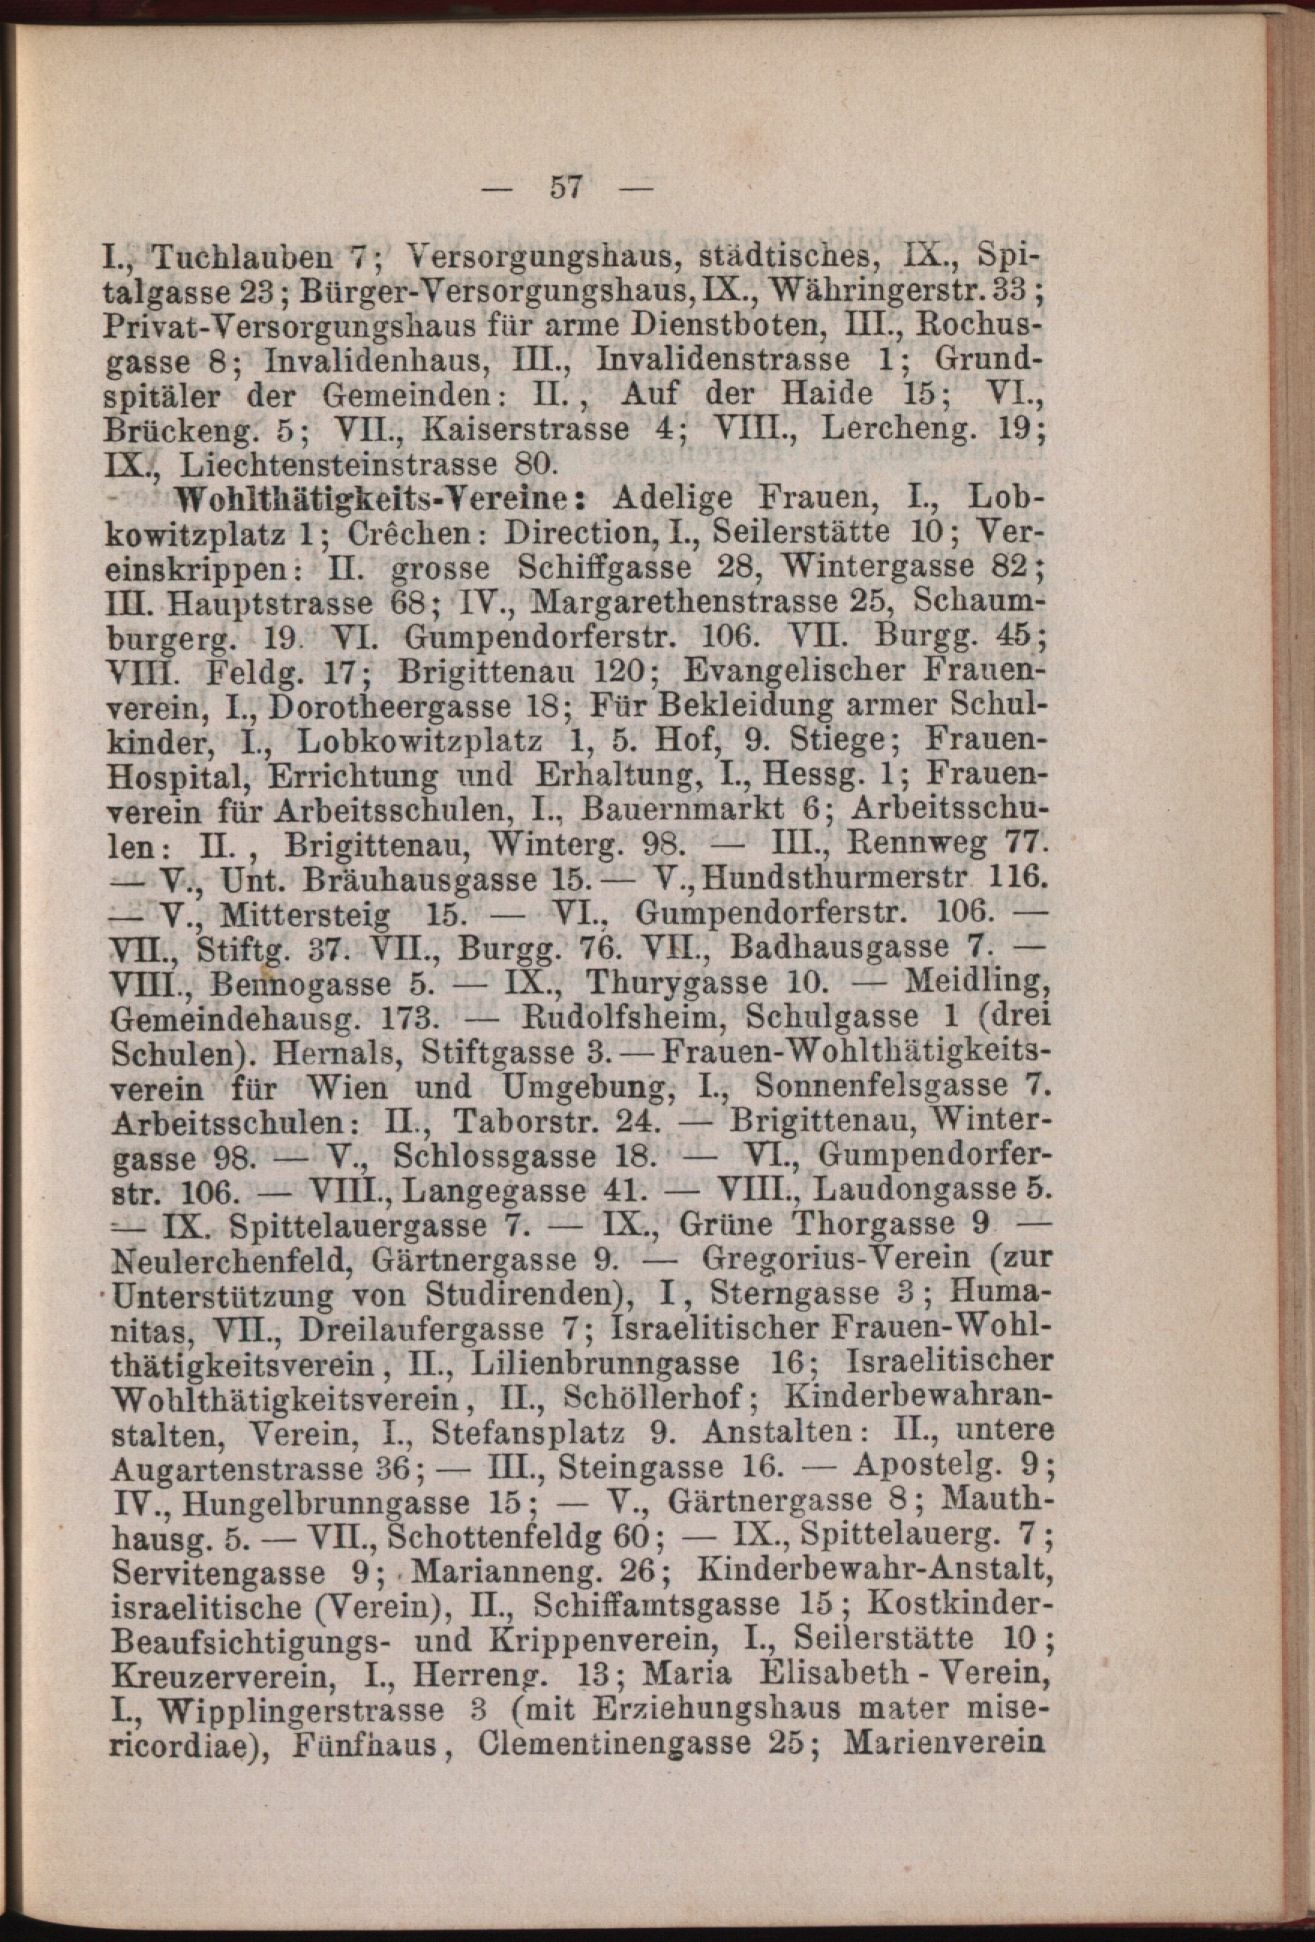 — 57 —
I., Tuchlauben 7; Versorgungshaus, städtisches, IX., Spi-
talgasse 23; Bürger-Versorgungshaus, IX., Währingerstr. 33;
Privat-Versorgungshaus für arme Dienstboten, III., Rochus-
gasse 8; Invalidenhaus, III., Invalidenstrasse 1; Grund-
spitäler der Gemeinden: II., Auf der Haide 15; VI.,
Brückeng. 5; VII., Kaiserstrasse 4; VIII., Lercheng. 19;
IX., Liechtensteinstrasse 80.
Wohlthätigkeits-Vereine: Adelige Frauen, I., Lob-
kowitzplatz 1; Crêchen: Direction, I., Seilerstätte 10; Ver-
einskrippen: II. grosse Schiffgasse 28, Wintergasse 82;
III. Hauptstrasse 68; IV., Margarethenstrasse 25, Schaum-
burgerg. 19. VI. Gumpendorferstr. 106. VII. Burgg. 45;
VIII. Feldg. 17; Brigittenau 120; Evangelischer Frauen-
verein, I., Dorotheergasse 18; Für Bekleidung armer Schul-
kinder, I., Lobkowitzplatz 1, 5. Hof, 9. Stiege; Frauen-
Hospital, Errichtung und Erhaltung, I., Hessg. 1; Frauen-
verein für Arbeitsschulen, I., Bauernmarkt 6; Arbeitsschu-
len: II., Brigittenau, Winterg. 98. — III., Rennweg 77.
— V., Unt. Bräuhausgasse 15. — V., Hundsthurmerstr 116.
— V., Mittersteig 15. — VI., Gumpendorferstr. 106. —
VII., Stiftg. 37. VII., Burgg. 76. VII., Badhausgasse 7. —
VIII., Bennogasse 5. — IX., Thurygasse 10. — Meidling,
Gemeindehausg. 173. — Rudolfsheim, Schulgasse 1 (drei
Schulen). Hernals, Stiftgasse 3. — Frauen-Wohlthätigkeits-
verein für Wien und Umgebung, I., Sonnenfelsgasse 7.
Arbeitsschulen: II., Taborstr. 24. — Brigittenau, Winter-
gasse 98. — V., Schlossgasse 18. — VI., Gumpendorfer-
str. 106. — VIII., Langegasse 41. — VIII., Laudongasse 5.
— IX. Spittelauergasse 7. — IX., Grüne Thorgasse 9 —
Neulerchenfeld, Gärtnergasse 9. — Gregorius-Verein (zur
Unterstützung von Studirenden), I, Sterngasse 3; Huma-
nitas, VII., Dreilaufergasse 7; Israelitischer Frauen-Wohl-
thätigkeitsverein, II., Lilienbrunngasse 16; Israelitischer
Wohlthätigkeitsverein, II., Schöllerhof; Kinderbewahran-
stalten, Verein, I., Stefansplatz 9. Anstalten: II., untere
Augartenstrasse 36; — III., Steingasse 16. — Apostelg. 9;
IV., Hungelbrunngasse 15; — V., Gärtnergasse 8; Mauth-
hausg. 5. — VII., Schottenfeldg 60; — IX., Spittelauerg. 7;
Servitengasse 9; Marianneng. 26; Kinderbewahr-Anstalt,
israelitische (Verein), II., Schiffamtsgasse 15; Kostkinder-
Beaufsichtigungs- und Krippenverein, I., Seilerstätte 10;
Kreuzerverein, I., Herreng. 13; Maria Elisabeth-Verein,
I., Wipplingerstrasse 3 (mit Erziehungshaus mater mise-
ricordiae), Fünfhaus, Clementinengasse 25; Marienverein